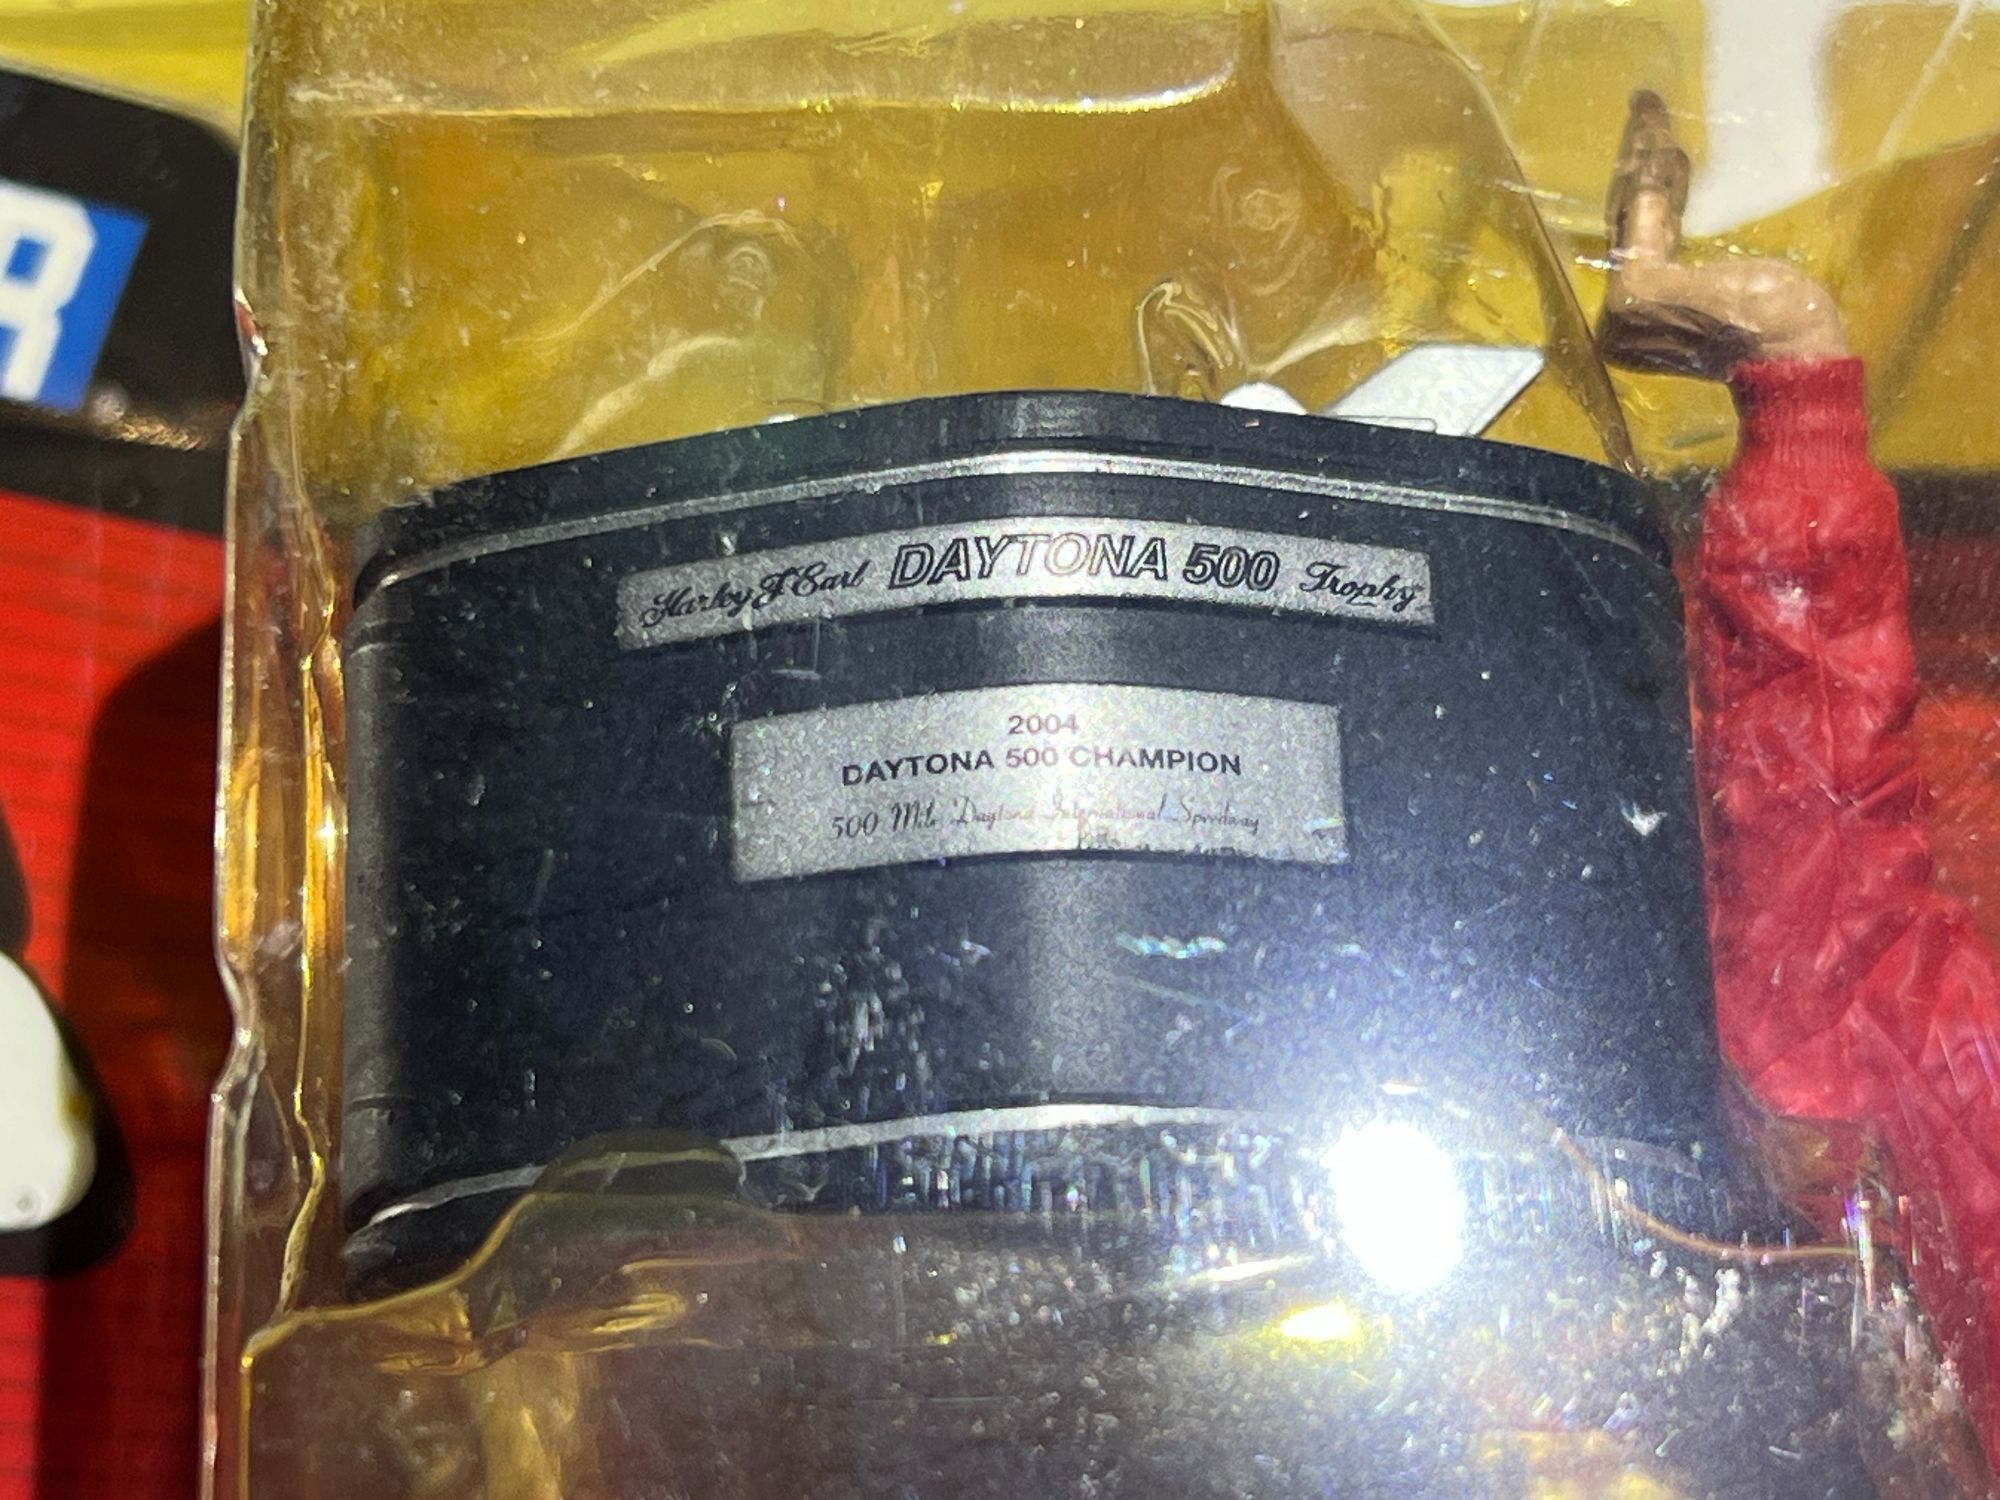 R
Harley J Earl DAYTONA 500 Trophy
2004
DAYTONA 500 CHAMPION
500 Mile Daytona International Speedway